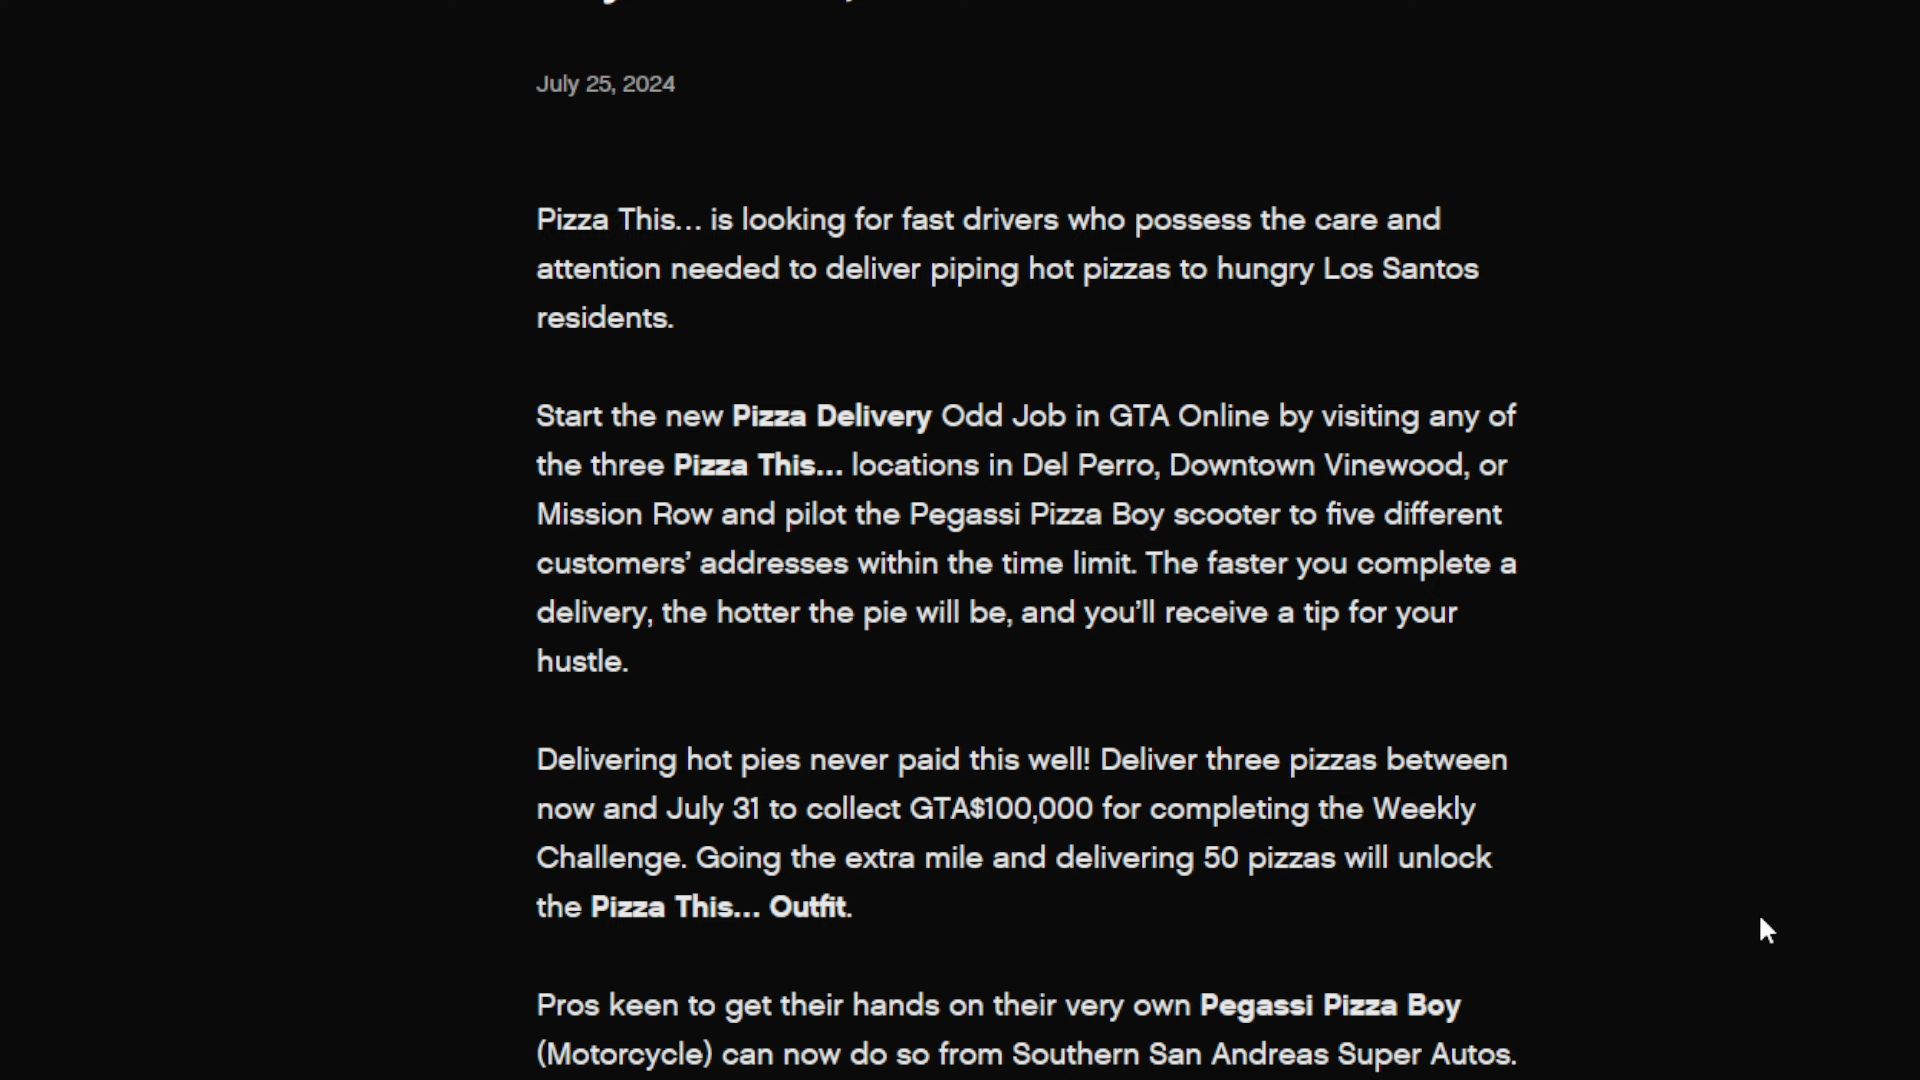 July 25, 2024
Pizza This... is looking for fast drivers who possess the care and
attention needed to deliver piping hot pizzas to hungry Los Santos
residents.
Start the new Pizza Delivery Odd Job in GTA Online by visiting any of
the three Pizza This... locations in Del Perro, Downtown Vinewood, or
Mission Row and pilot the Pegassi Pizza Boy scooter to five different
customers’ addresses within the time limit. The faster you complete a
delivery, the hotter the pie will be, and you’ll receive a tip for your
hustle.
Delivering hot pies never paid this well! Deliver three pizzas between
now and July 31 to collect GTA$100,000 for completing the Weekly
Challenge. Going the extra mile and delivering 50 pizzas will unlock
the Pizza This... Outfit.
Pros keen to get their hands on their very own Pegassi Pizza Boy
(Motorcycle) can now do so from Southern San Andreas Super Autos.